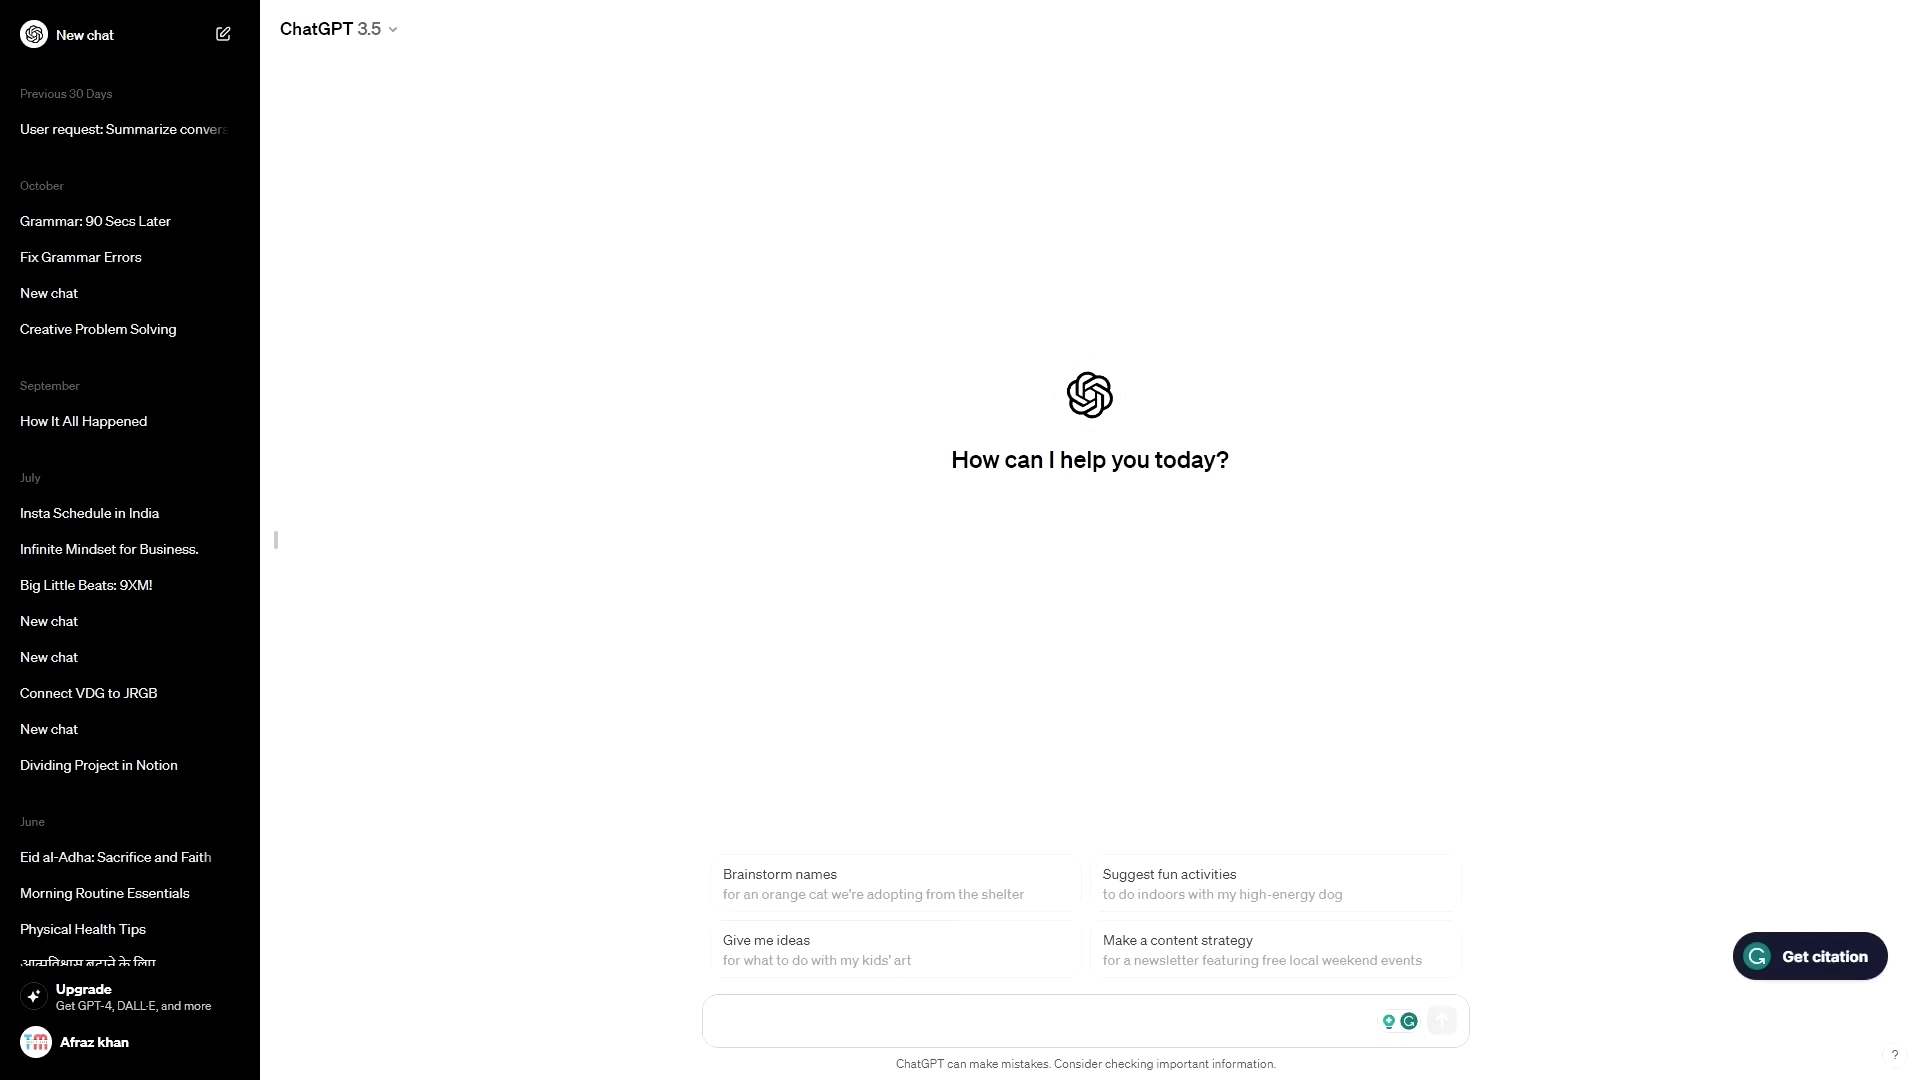 New chat
Previous 30 Days
User request: Summarize convers
October
Grammar: 90 Secs Later
Fix Grammar Errors
New chat
Creative Problem Solving
September
How It All Happened
July
Insta Schedule in India
Infinite Mindset for Business.
Big Little Beats: 9XM!
New chat
New chat
Connect VDG to JRGB
New chat
Dividing Project in Notion
June
Eid al-Adha: Sacrifice and Faith
Morning Routine Essentials
Physical Health Tips
आत्मविश्वास बढ़ाने के लिए
Upgrade
Get GPT-4, DALL·E, and more
Afraz khan
ChatGPT 3.5
How can I help you today?
Brainstorm names
for an orange cat we're adopting from the shelter
Suggest fun activities
to do indoors with my high-energy dog
Give me ideas
for what to do with my kids' art
Make a content strategy
for a newsletter featuring free local weekend events
Get citation
ChatGPT can make mistakes. Consider checking important information.
?